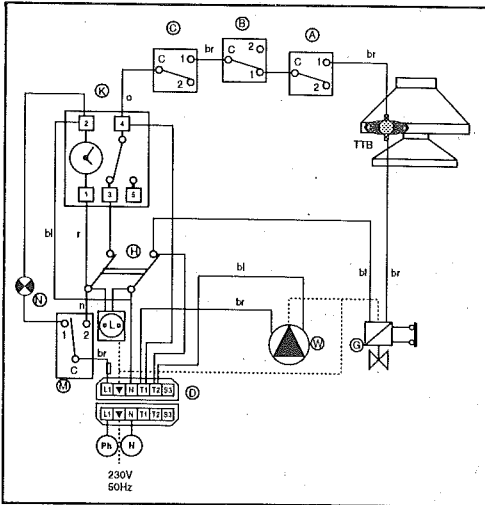 C
B
A
C 1
2
br
C 2
1
C 1
2
br
K
o
2 4
TTB
1 3 5
bl r
H
bl br
N
L
bl
br
n
1 2
C
M
br
W
G
L1 ▼ N T1 T2 S3
D
L1 ▼ N T1 T2 S3
Ph N
230V
50Hz